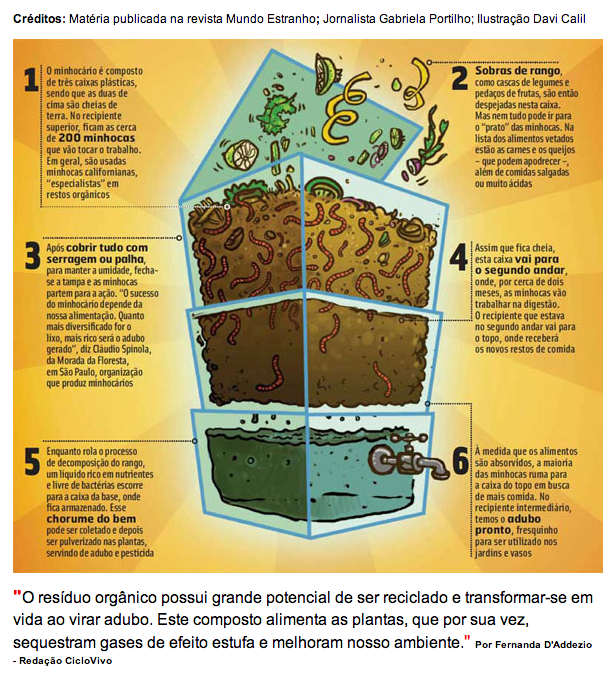 Créditos: Matéria publicada na revista Mundo Estranho; Jornalista Gabriela Portilho; Ilustração Davi Calil
1
O minhocário é composto
de três caixas plásticas,
sendo que as duas de
cima são cheias de
terra. No recipiente
superior, ficam as cerca
de 200 minhocas
que vão tocar o trabalho.
Em geral, são usadas
minhocas californianas,
“especialistas” em
restos orgânicos
2
Sobras de rango,
como cascas de legumes e
pedaços de frutas, são então
despejadas nesta caixa.
Mas nem tudo pode ir para
o “prato” das minhocas. Na
lista dos alimentos vetados
estão as carnes e os queijos
– que podem apodrecer –,
além de comidas salgadas
ou muito ácidas
3
Após cobrir tudo com
serragem ou palha,
para manter a umidade, fecha-
se a tampa e as minhocas
partem para a ação. “O sucesso
do minhocário depende da
nossa alimentação. Quanto
mais diversificado for o
lixo, mais rico será o adubo
gerado”, diz Cláudio Spinola,
da Morada da Floresta,
em São Paulo, organização
que produz minhocários
4
Assim que fica cheia,
esta caixa vai para
o segundo andar,
onde, por cerca de dois
meses, as minhocas vão
trabalhar na digestão.
O recipiente que estava
no segundo andar vai para
o topo, onde receberá
os novos restos de comida
5
Enquanto rola o processo
de decomposição do rango,
um líquido rico em nutrientes
e livre de bactérias escorre
para a caixa da base, onde
fica armazenado. Esse
chorume do bem
pode ser coletado e depois
ser pulverizado nas plantas,
servindo de adubo e pesticida
6
À medida que os alimentos
são absorvidos, a maioria
das minhocas ruma para
a caixa do topo em busca
de mais comida. No
recipiente intermediário,
temos o adubo
pronto, fresquinho
para ser utilizado nos
jardins e vasos
"O resíduo orgânico possui grande potencial de ser reciclado e transformar-se em
vida ao virar adubo. Este composto alimenta as plantas, que por sua vez,
sequestram gases de efeito estufa e melhoram nosso ambiente." Por Fernanda D'Addezio
- Redação CicloVivo